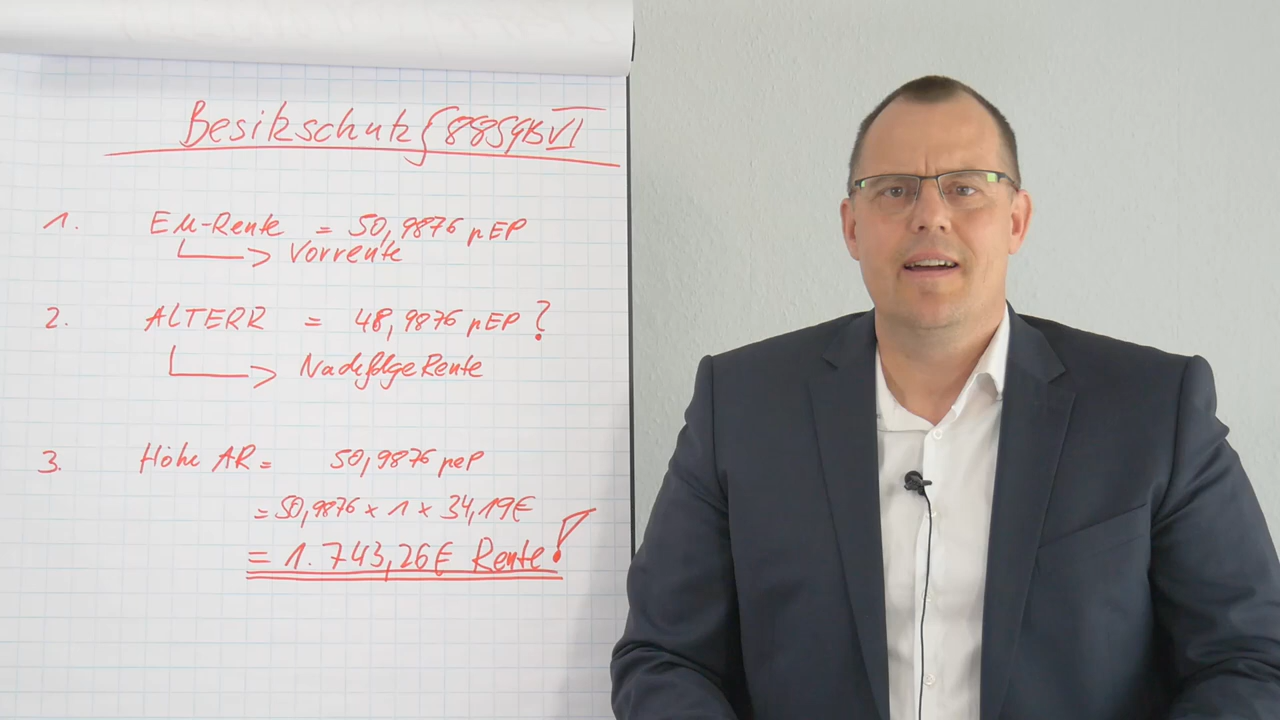 Besitzschutz § 88 SGB VI
1. EM-Rente = 50,9876 pEP
Vorrente
2. ALTERR = 48,9876 pEP?
Nachfolge Rente
3. Höhe AR = 50,9876 pEP
= 50,9876 x 1 x 34,19€
= 1.743,26€ Rente!